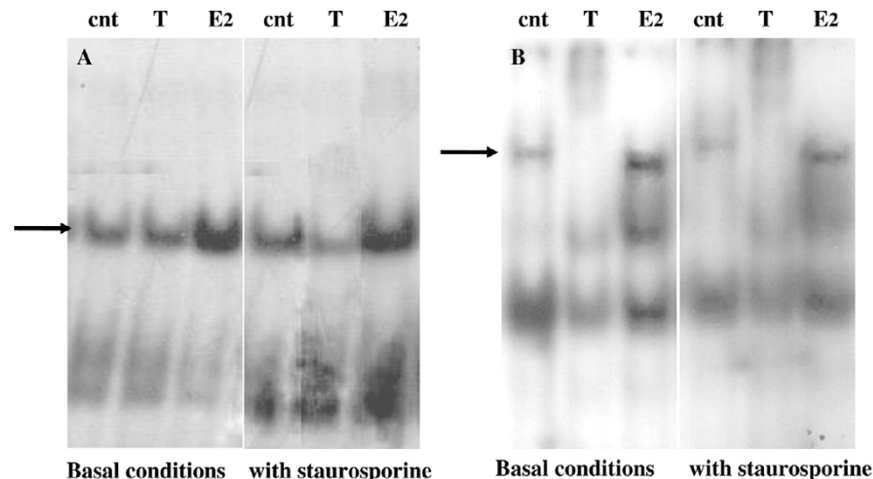 cnt T E2 cnt T E2 cnt T E2 cnt T E2
A B
Basal conditions with staurosporine Basal conditions with staurosporine